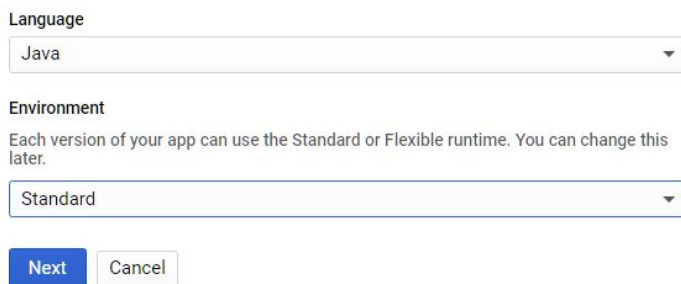 Language
Java
Environment
Each version of your app can use the Standard or Flexible runtime. You can change this
later.
Standard
Next Cancel